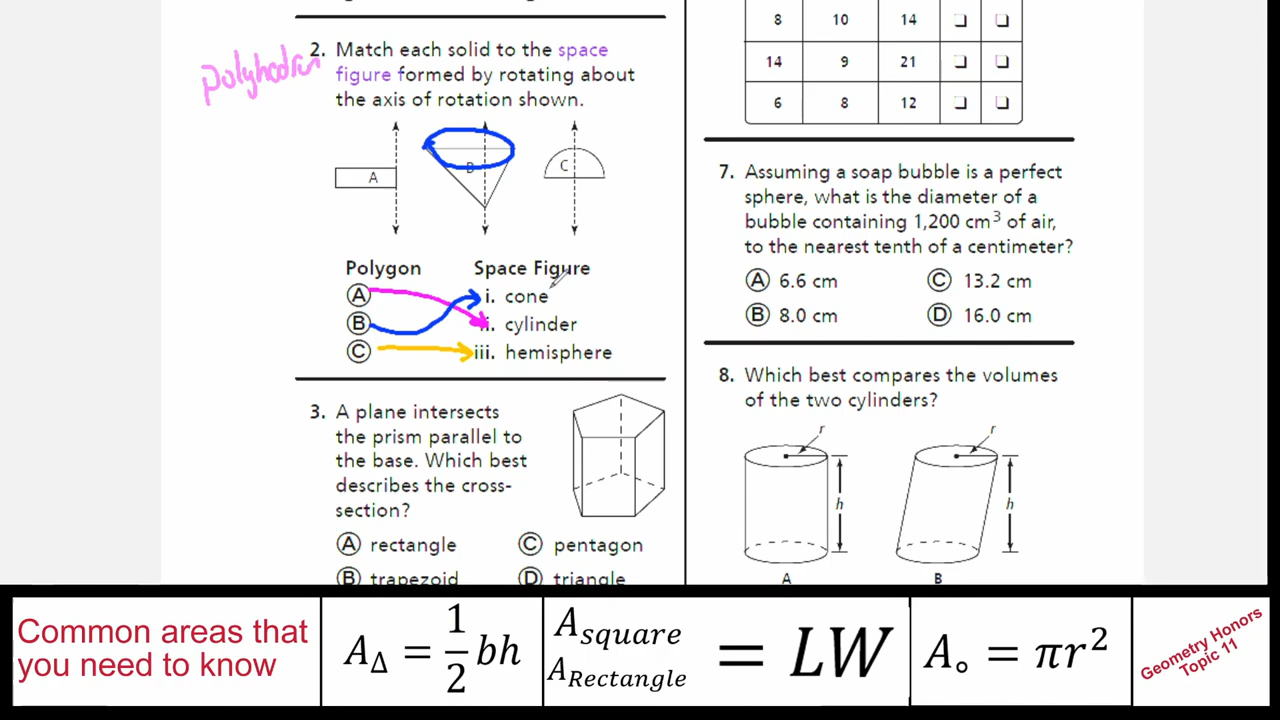 polyhedron
2. Match each solid to the space
figure formed by rotating about
the axis of rotation shown.
A
B
C
Polygon Space Figure
A i. cone
B ii. cylinder
C iii. hemisphere
3. A plane intersects
the prism parallel to
the base. Which best
describes the cross-
section?
A rectangle C pentagon
B trapezoid D triangle
8 10 14
14 9 21
6 8 12
7. Assuming a soap bubble is a perfect
sphere, what is the diameter of a
bubble containing 1,200 cm³ of air,
to the nearest tenth of a centimeter?
A 6.6 cm C 13.2 cm
B 8.0 cm D 16.0 cm
8. Which best compares the volumes
of the two cylinders?
r r
h h
A B
Common areas that
you need to know
A△ = 1/2 bh
Asquare
ARectangle = LW
A∘ = πr²
Geometry Honors
Topic 11